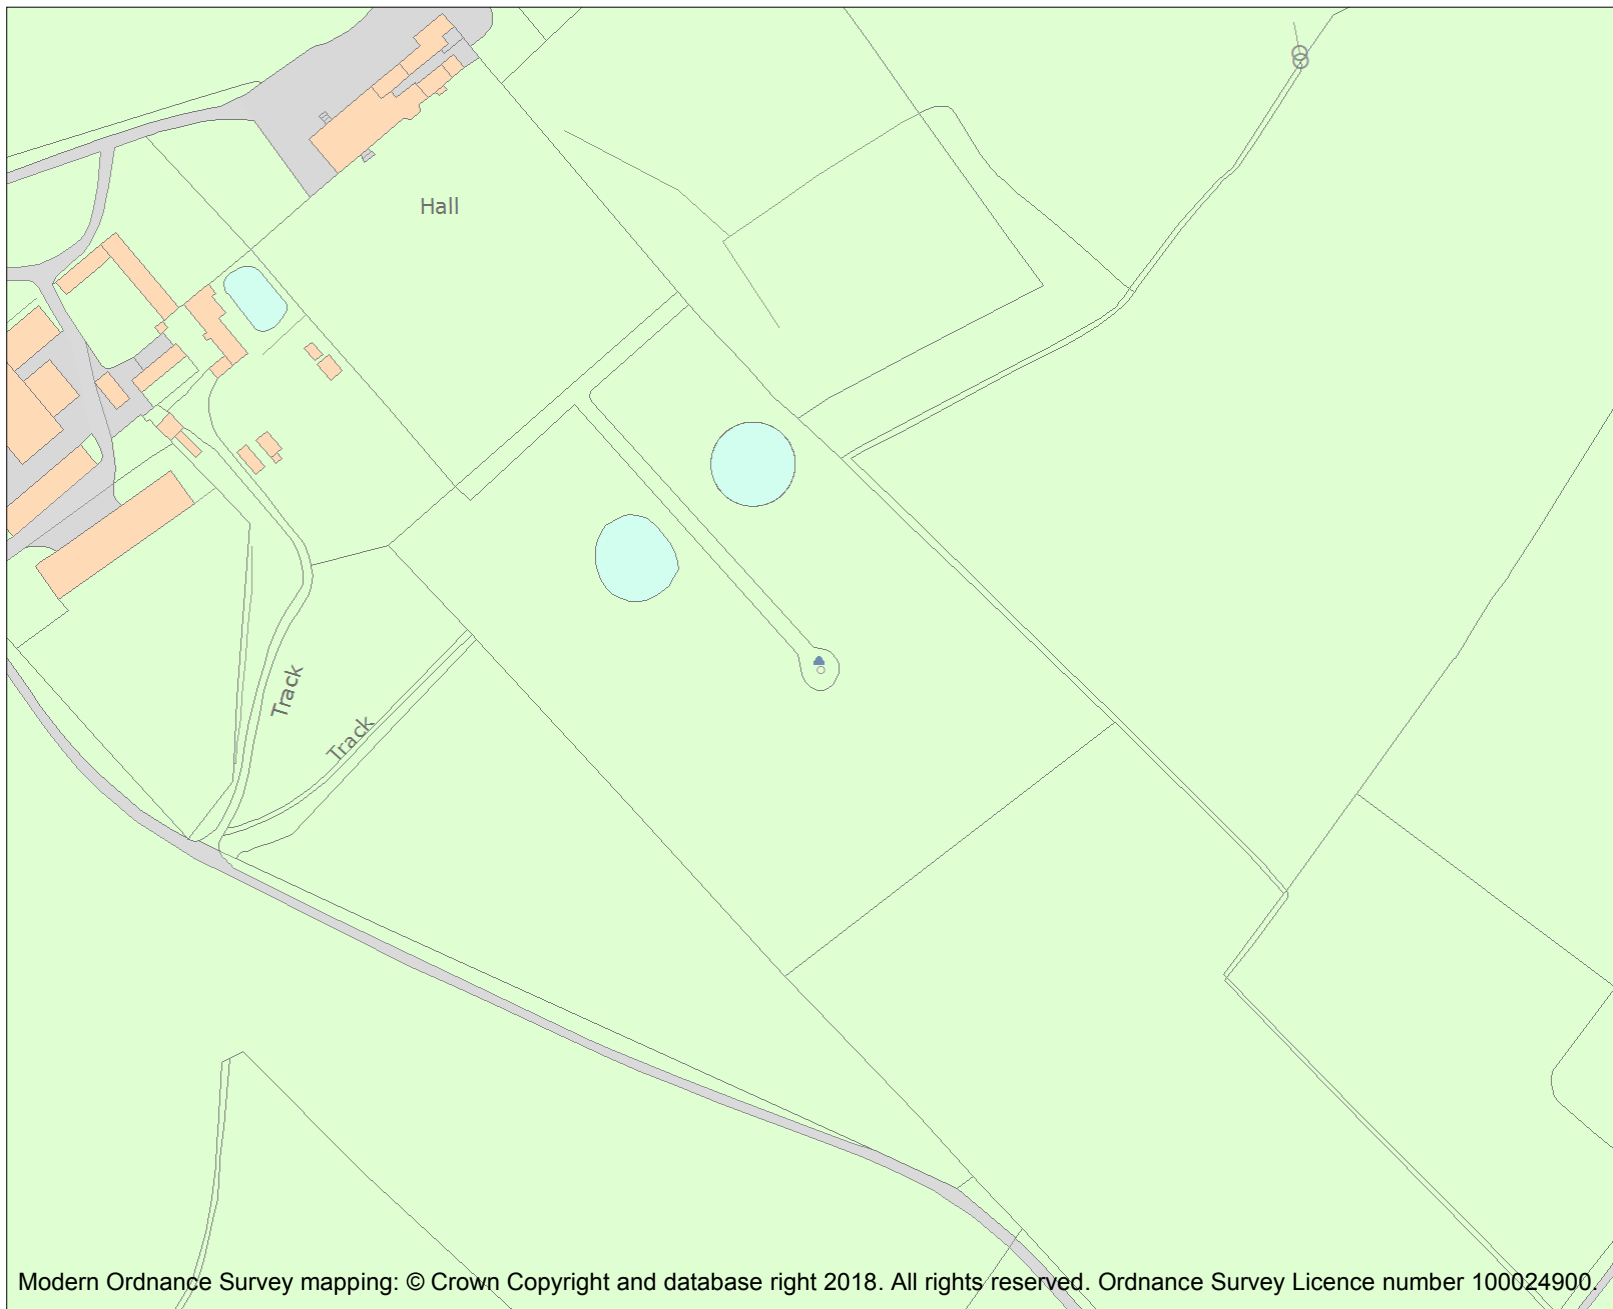 Hall
Track
Track
Modern Ordnance Survey mapping: © Crown Copyright and database right 2018. All rights reserved. Ordnance Survey Licence number 100024900.